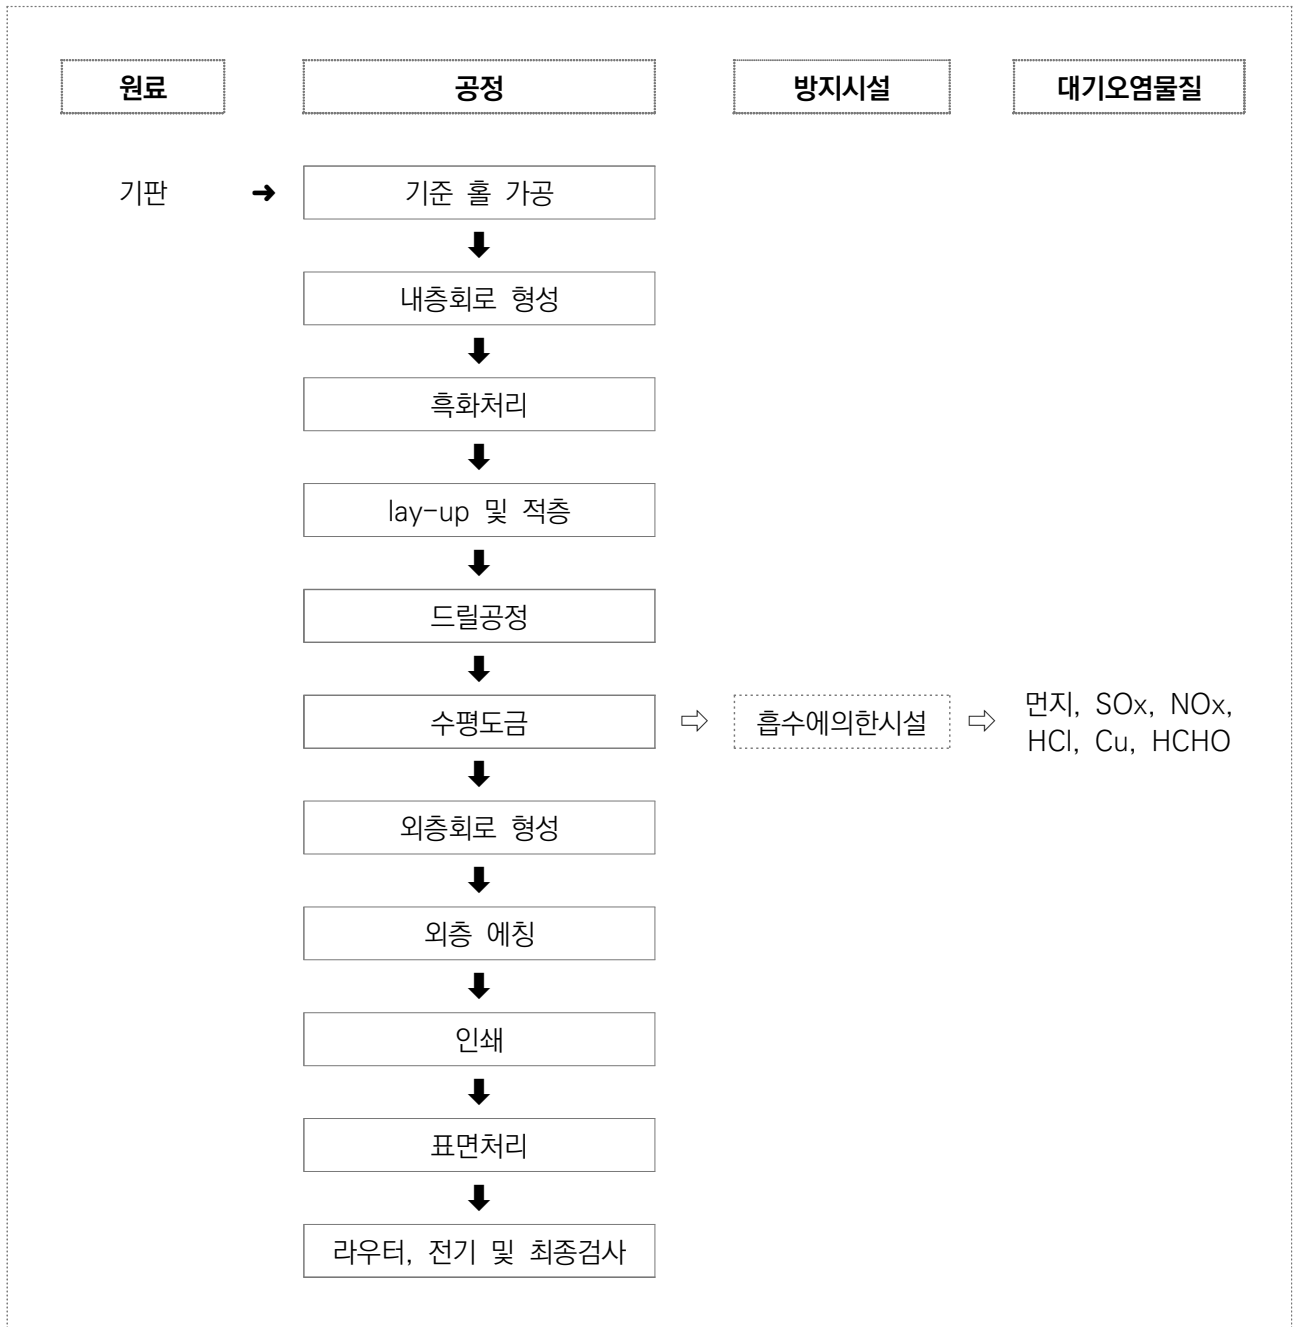 원료 공정 방지시설 대기오염물질
기판 ➜ 기준 홀 가공
내층회로 형성
흑화처리
lay-up 및 적층
드릴공정
수평도금 ⇨ 흡수에의한시설 ⇨ 먼지, SOx, NOx,
HCl, Cu, HCHO
외층회로 형성
외층 에칭
인쇄
표면처리
라우터, 전기 및 최종검사